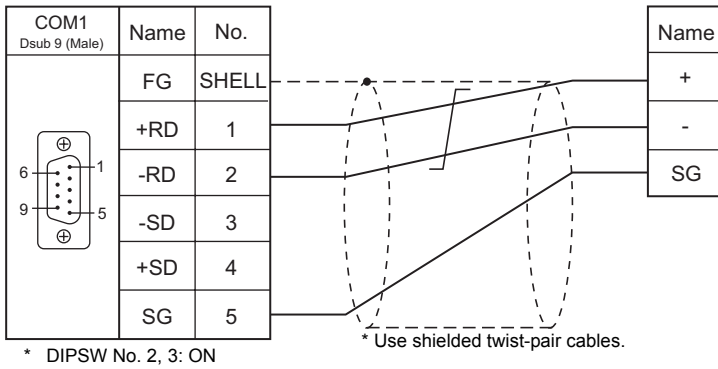 COM1
Dsub 9 (Male)
Name
No.
Name
FG
SHELL
+
+RD
1
-
6
1
-RD
2
SG
9
5
-SD
3
+SD
4
SG
5
* Use shielded twist-pair cables.
* DIPSW No. 2, 3: ON